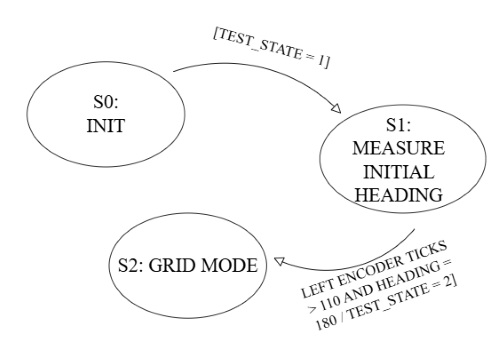 [TEST_STATE = 1]
S0:
INIT
S1:
MEASURE
INITIAL
HEADING
S2: GRID MODE
LEFT ENCODER TICKS
> 110 AND HEADING =
180 / TEST_STATE = 2]